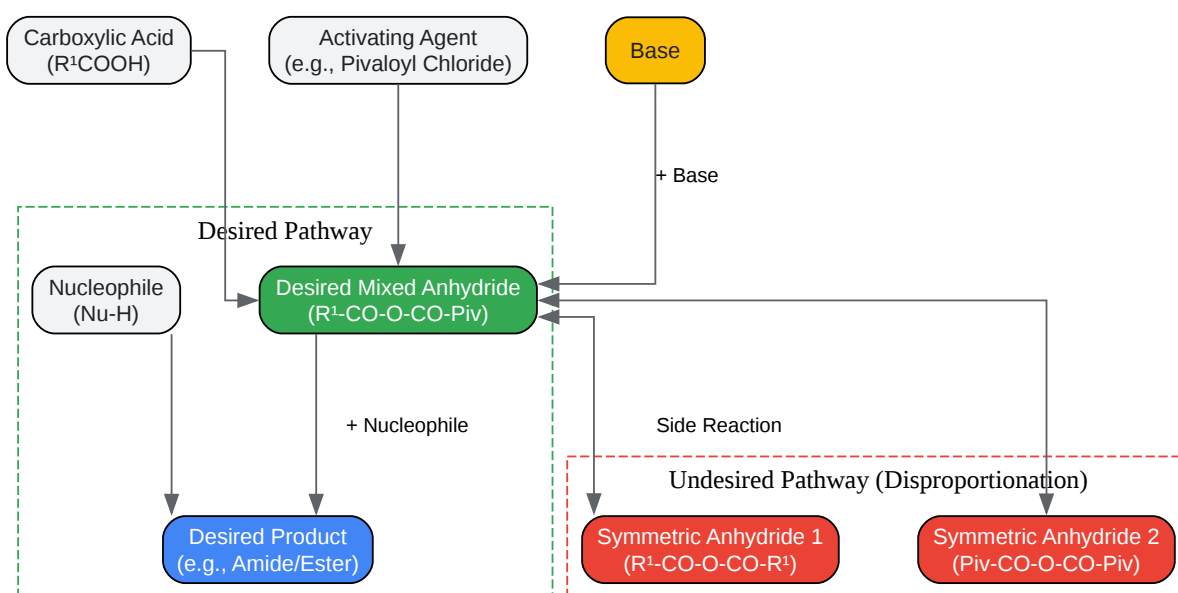 Carboxylic Acid
(R¹COOH)
Activating Agent
(e.g., Pivaloyl Chloride)
Base
+ Base
Desired Pathway
Nucleophile
(Nu-H)
Desired Mixed Anhydride
(R¹-CO-O-CO-Piv)
+ Nucleophile
Side Reaction
Undesired Pathway (Disproportionation)
Desired Product
(e.g., Amide/Ester)
Symmetric Anhydride 1
(R¹-CO-O-CO-R¹)
Symmetric Anhydride 2
(Piv-CO-O-CO-Piv)